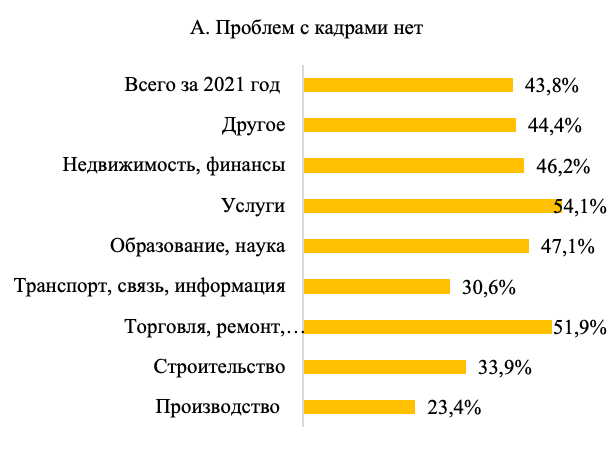 А. Проблем с кадрами нет
Всего за 2021 год 43,8%
Другое 44,4%
Недвижимость, финансы 46,2%
Услуги 54,1%
Образование, наука 47,1%
Транспорт, связь, информация 30,6%
Торговля, ремонт,… 51,9%
Строительство 33,9%
Производство 23,4%